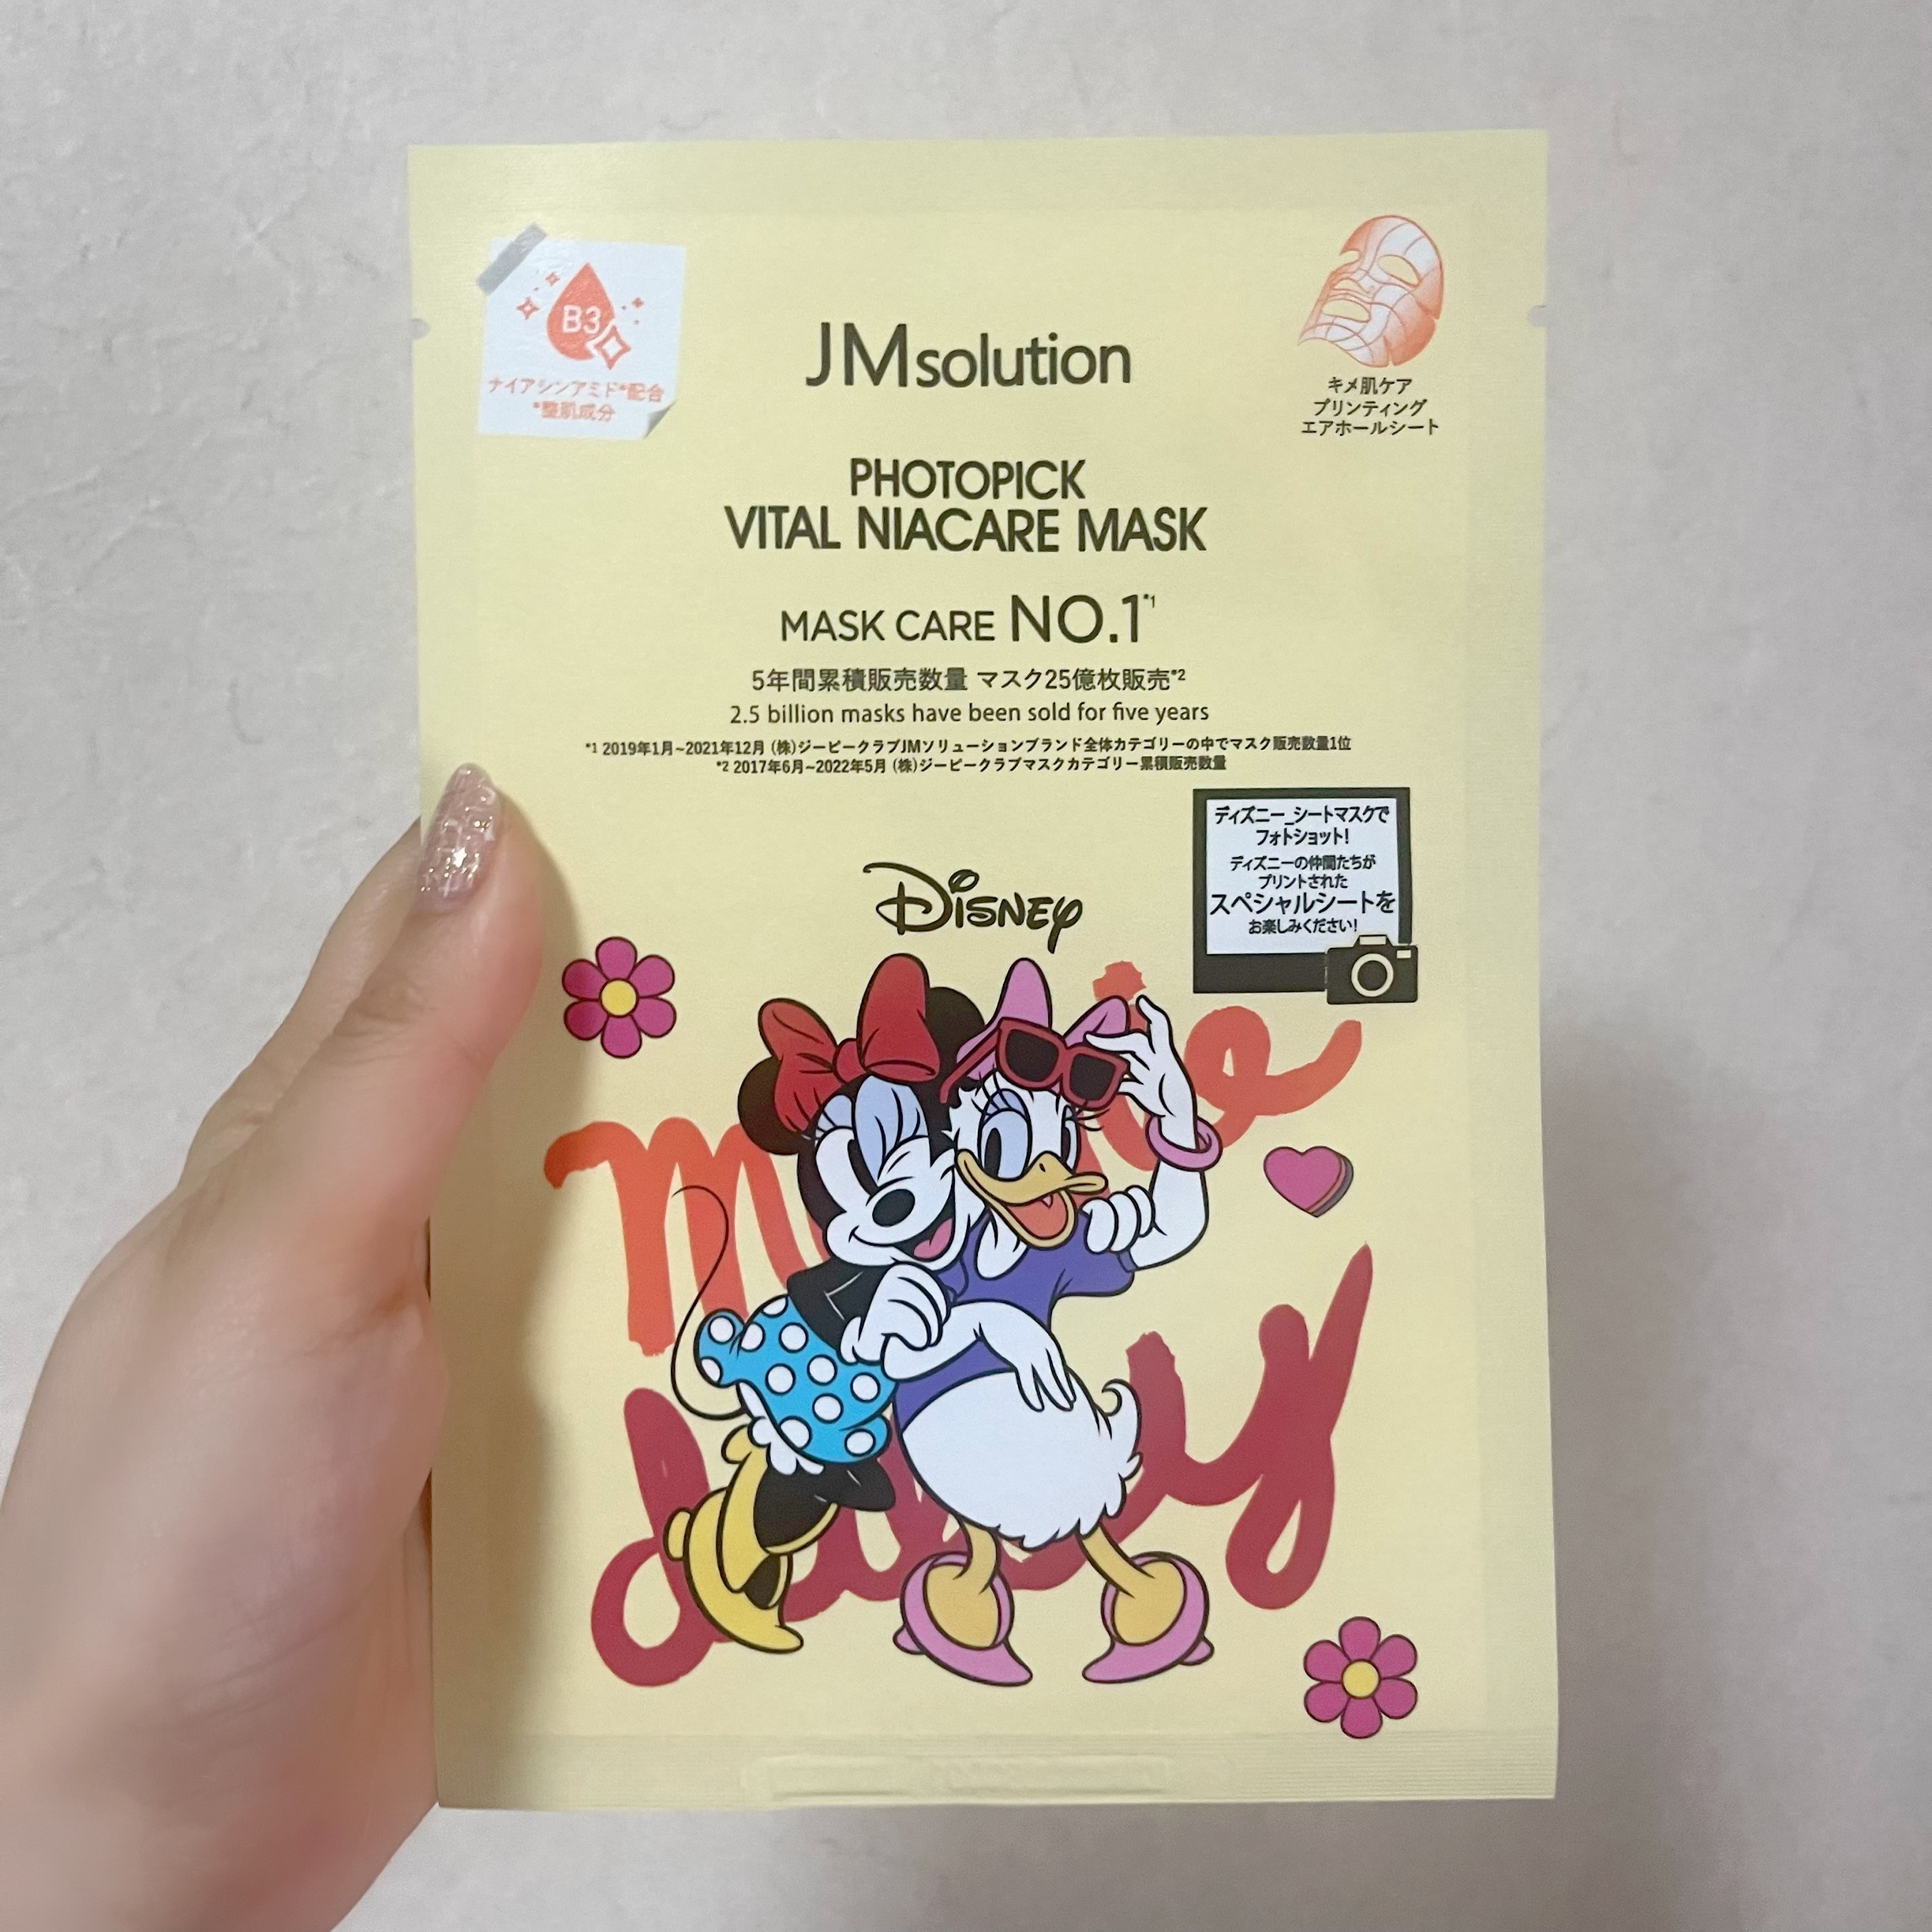 B3
ナイアシンアミド*配合
*整肌成分
JMsolution
キメ肌ケア
プリンティング
エアホールシート
PHOTOPICK
VITAL NIACARE MASK
MASK CARE NO.1*1
5年間累積販売数量 マスク25億枚販売*2
2.5 billion masks have been sold for five years
*1 2019年1月~2021年12月 (株)ジーピークラブJMソリューションブランド全体カテゴリーの中でマスク販売数量1位
*2 2017年6月~2022年5月 (株)ジーピークラブマスクカテゴリー累積販売数量
ディズニー_シートマスクで
フォトショット!
ディズニーの仲間たちが
プリントされた
スペシャルシートを
お楽しみください!
Disney